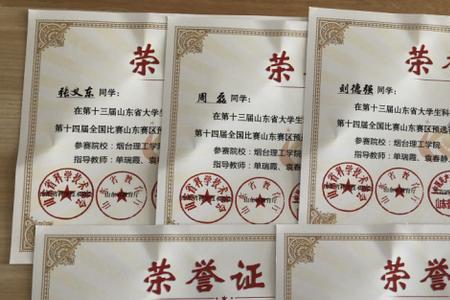 荣
张义东 同学：
在第十三届山东省大学生
第十四届全国比赛山东赛区
参赛院校：烟台理工
指导教师：单瑞霞、
荣
周磊 同学：
在第十三届山东省大学生
第十四届全国比赛山东赛区预
参赛院校：烟台理工学院
指导教师：单瑞霞、袁春
荣
刘德强 同学：
在第十三届山东省大学生科
第十四届全国比赛山东赛区预选
参赛院校：烟台理工学院
指导教师：单瑞霞、袁春静
荣誉证
荣